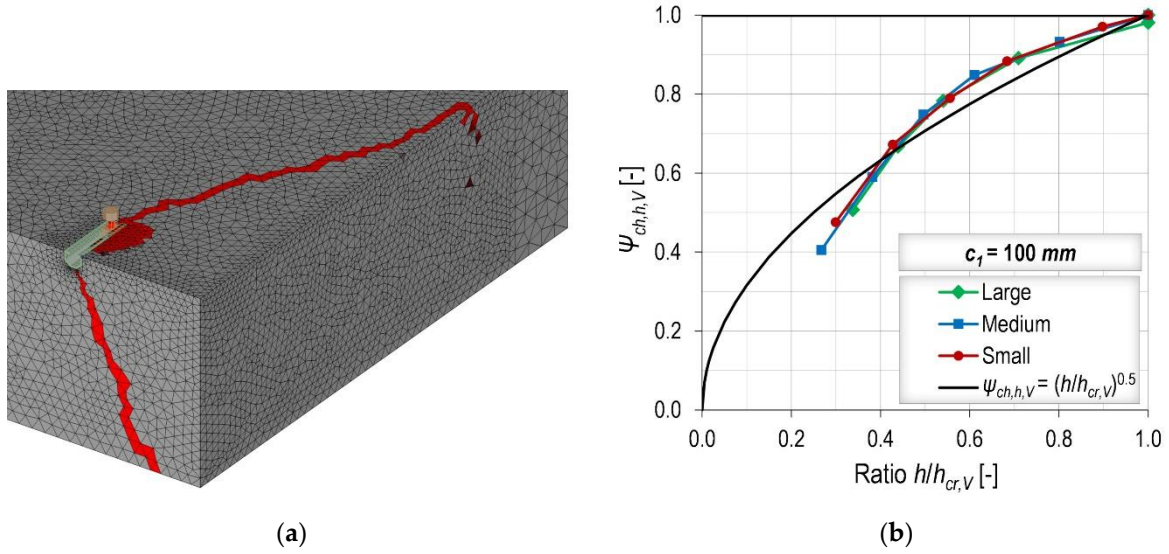 1.0
0.8
0.6
0.4
0.2
0.0
ψch,h,V [-]
c1 = 100 mm
Large
Medium
Small
ψch,h,V = (h/hcr,V)0.5
0.0 0.2 0.4 0.6 0.8 1.0
Ratio h/hcr,V [-]
(a) (b)